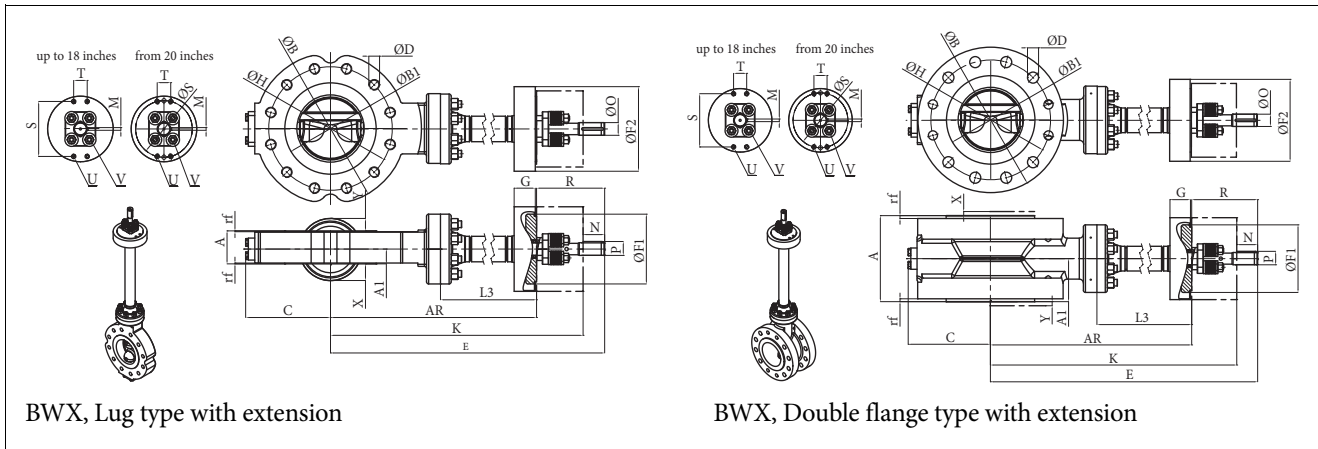 up to 18 inches
from 20 inches
T
T
ØS
M
M
S
U
V
U
V
ØB
ØD
ØH
ØB1
ØO
ØF2
Y
G
R
rf
A
rf
N
P
ØF1
X
A1
L3
C
AR
K
E
BWX, Lug type with extension
up to 18 inches
from 20 inches
T
T
ØS
M
M
S
U
V
U
V
ØB
ØD
ØH
ØB1
ØO
ØF2
X
G
R
rf
A
rf
N
P
ØF1
Y
A1
L3
C
AR
K
E
BWX, Double flange type with extension